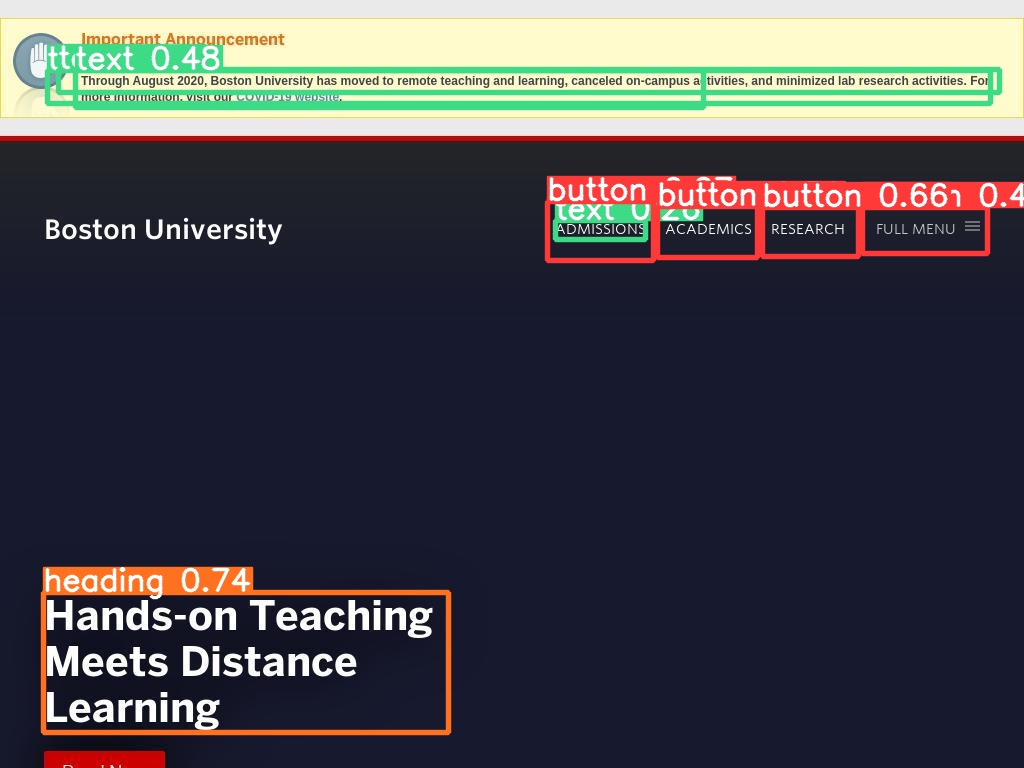 Important Announcement
text 0.48
Through August 2020, Boston University has moved to remote teaching and learning, canceled on-campus activities, and minimized lab research activities. For
more information, visit our COVID-19 website.
button
button
button 0.66
text 0.26
Boston University
ADMISSIONS
ACADEMICS
RESEARCH
FULL MENU
heading 0.74
Hands-on Teaching
Meets Distance
Learning